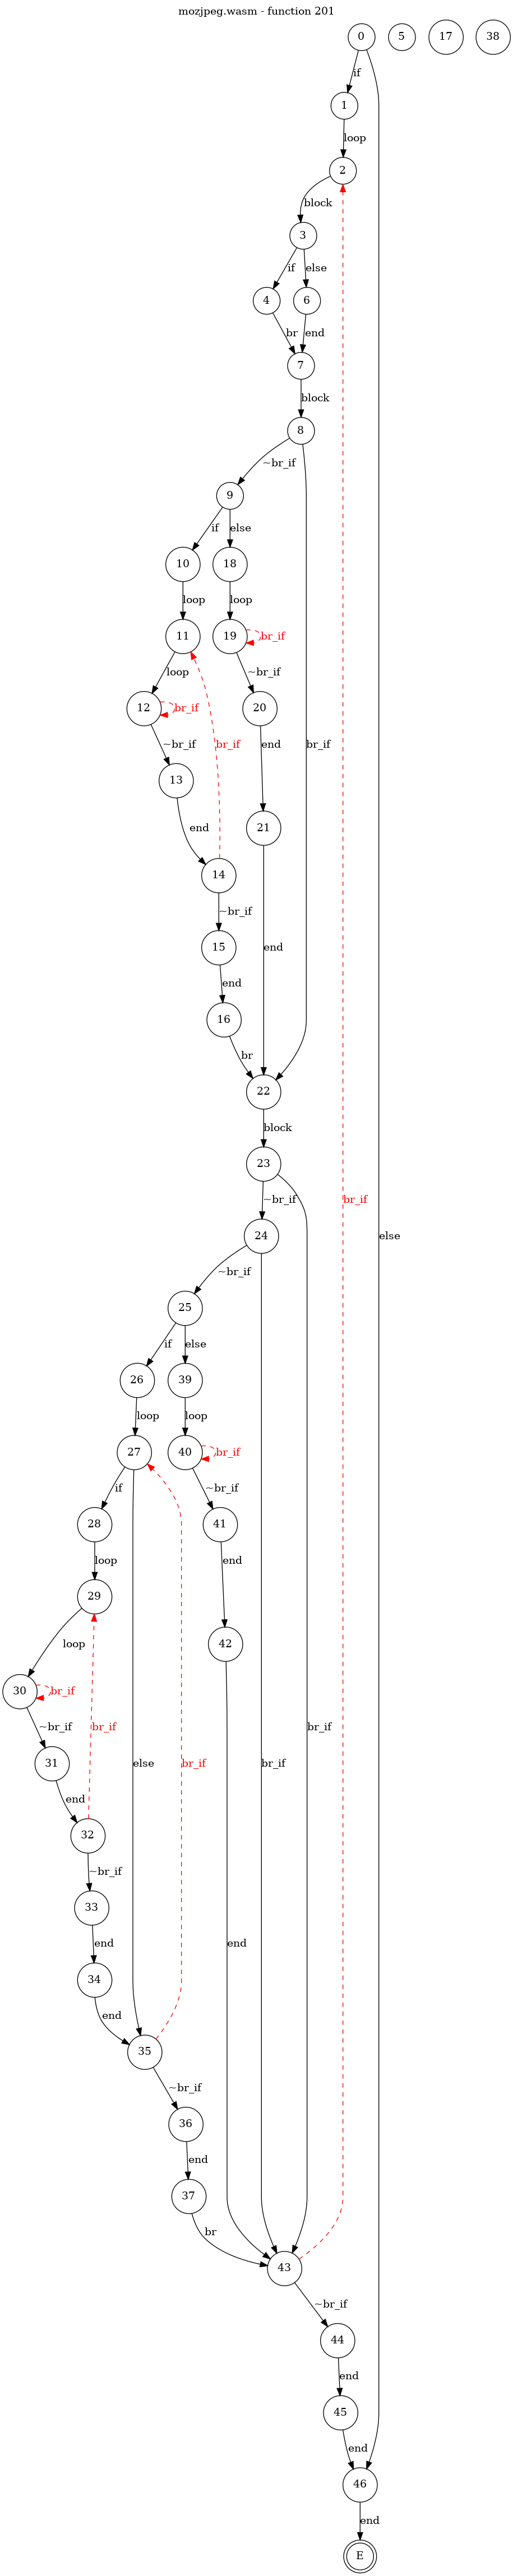 mozjpeg.wasm - function 201
0 5 17 38
if
1
loop
2
block
3
if else
4 6
br end
7
block
8
~br_if
9
if else
10 18
loop loop
11 19 br_if
loop ~br_if
12 br_if 20
~br_if br_if end br_if
13 21
end
14
~br_if end
15
end
16
br
22
block
23
~br_if br_if
24 else
~br_if
25
if else
26 39
loop loop
27 40 br_if
if ~br_if
28 41
loop end
29
loop 42
30 br_if
~br_if br_if br_if
31 else br_if br_if
end
32
~br_if
33
end end
34
end
35
~br_if
36
end
37
br
43
~br_if
44
end
45
end
46
end
E